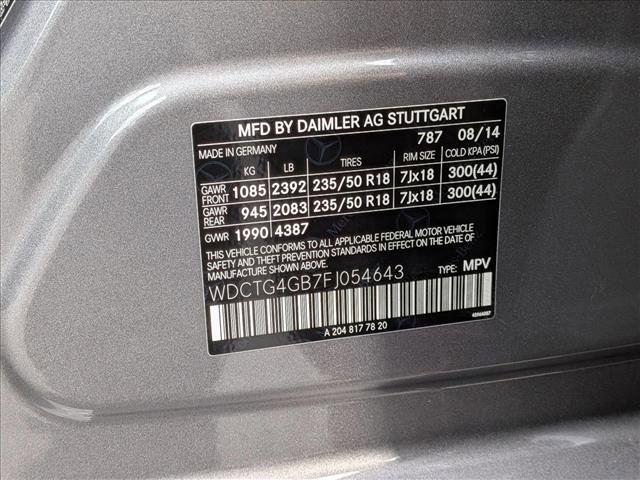 MFD BY DAIMLER AG STUTTGART
MADE IN GERMANY 787 08/14
KG LB TIRES RIM SIZE COLD KPA(PSI)
GAWR FRONT 1085 2392 235/50 R18 7Jx18 300(44)
GAWR REAR 945 2083 235/50 R18 7Jx18 300(44)
GVWR 1990 4387
THIS VEHICLE CONFORMS TO ALL APPLICABLE FEDERAL MOTOR VEHICLE
SAFETY AND THEFT PREVENTION STANDARDS IN EFFECT ON THE DATE OF
MANUFACTURE SHOWN ABOVE.
WDCTG4GB7FJ054643 TYPE: MPV
A 204 817 78 20